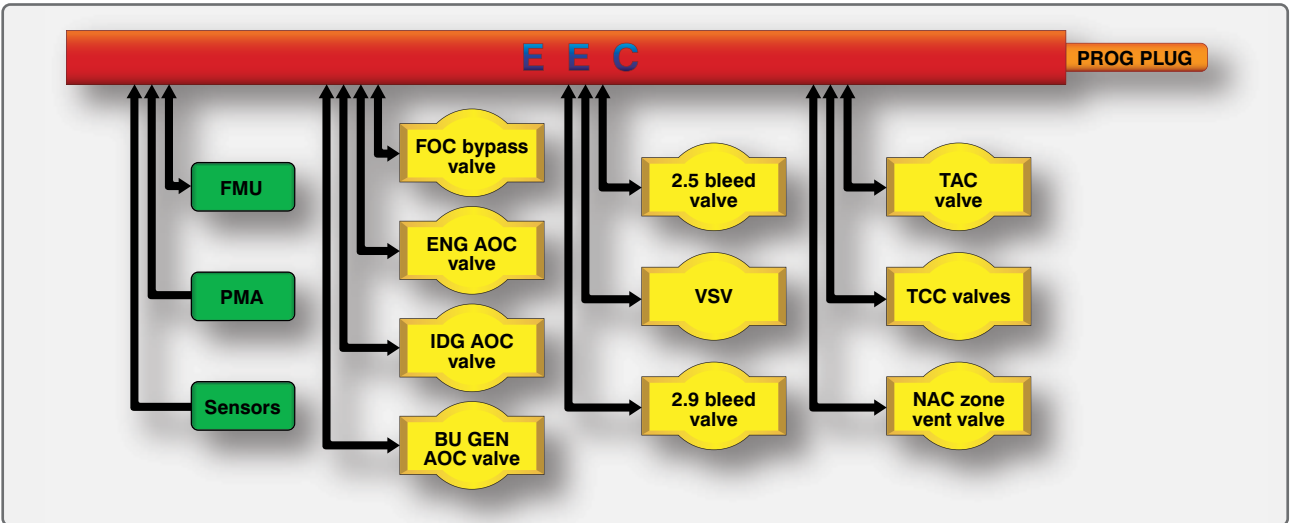 E E C
PROG PLUG
FMU
PMA
Sensors
FOC bypass
valve
ENG AOC
valve
IDG AOC
valve
BU GEN
AOC valve
2.5 bleed
valve
VSV
2.9 bleed
valve
TAC
valve
TCC valves
NAC zone
vent valve